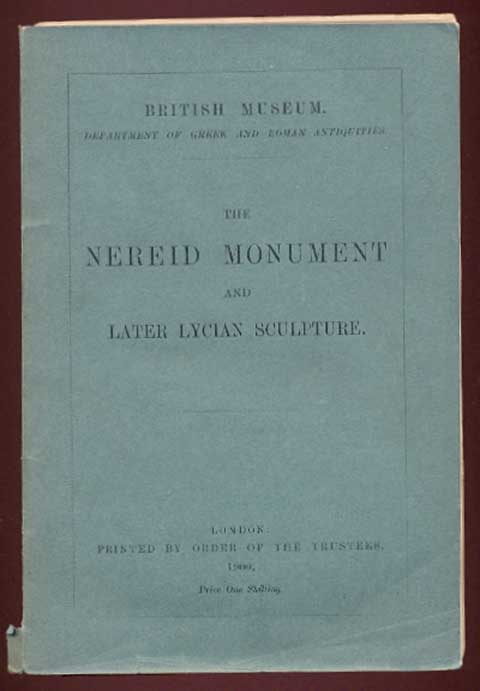 BRITISH MUSEUM.
DEPARTMENT OF GREEK AND ROMAN ANTIQUITIES.
THE
NEREID MONUMENT
AND
LATER LYCIAN SCULPTURE.
LONDON:
PRINTED BY ORDER OF THE TRUSTEES.
1900.
Price One Shilling.